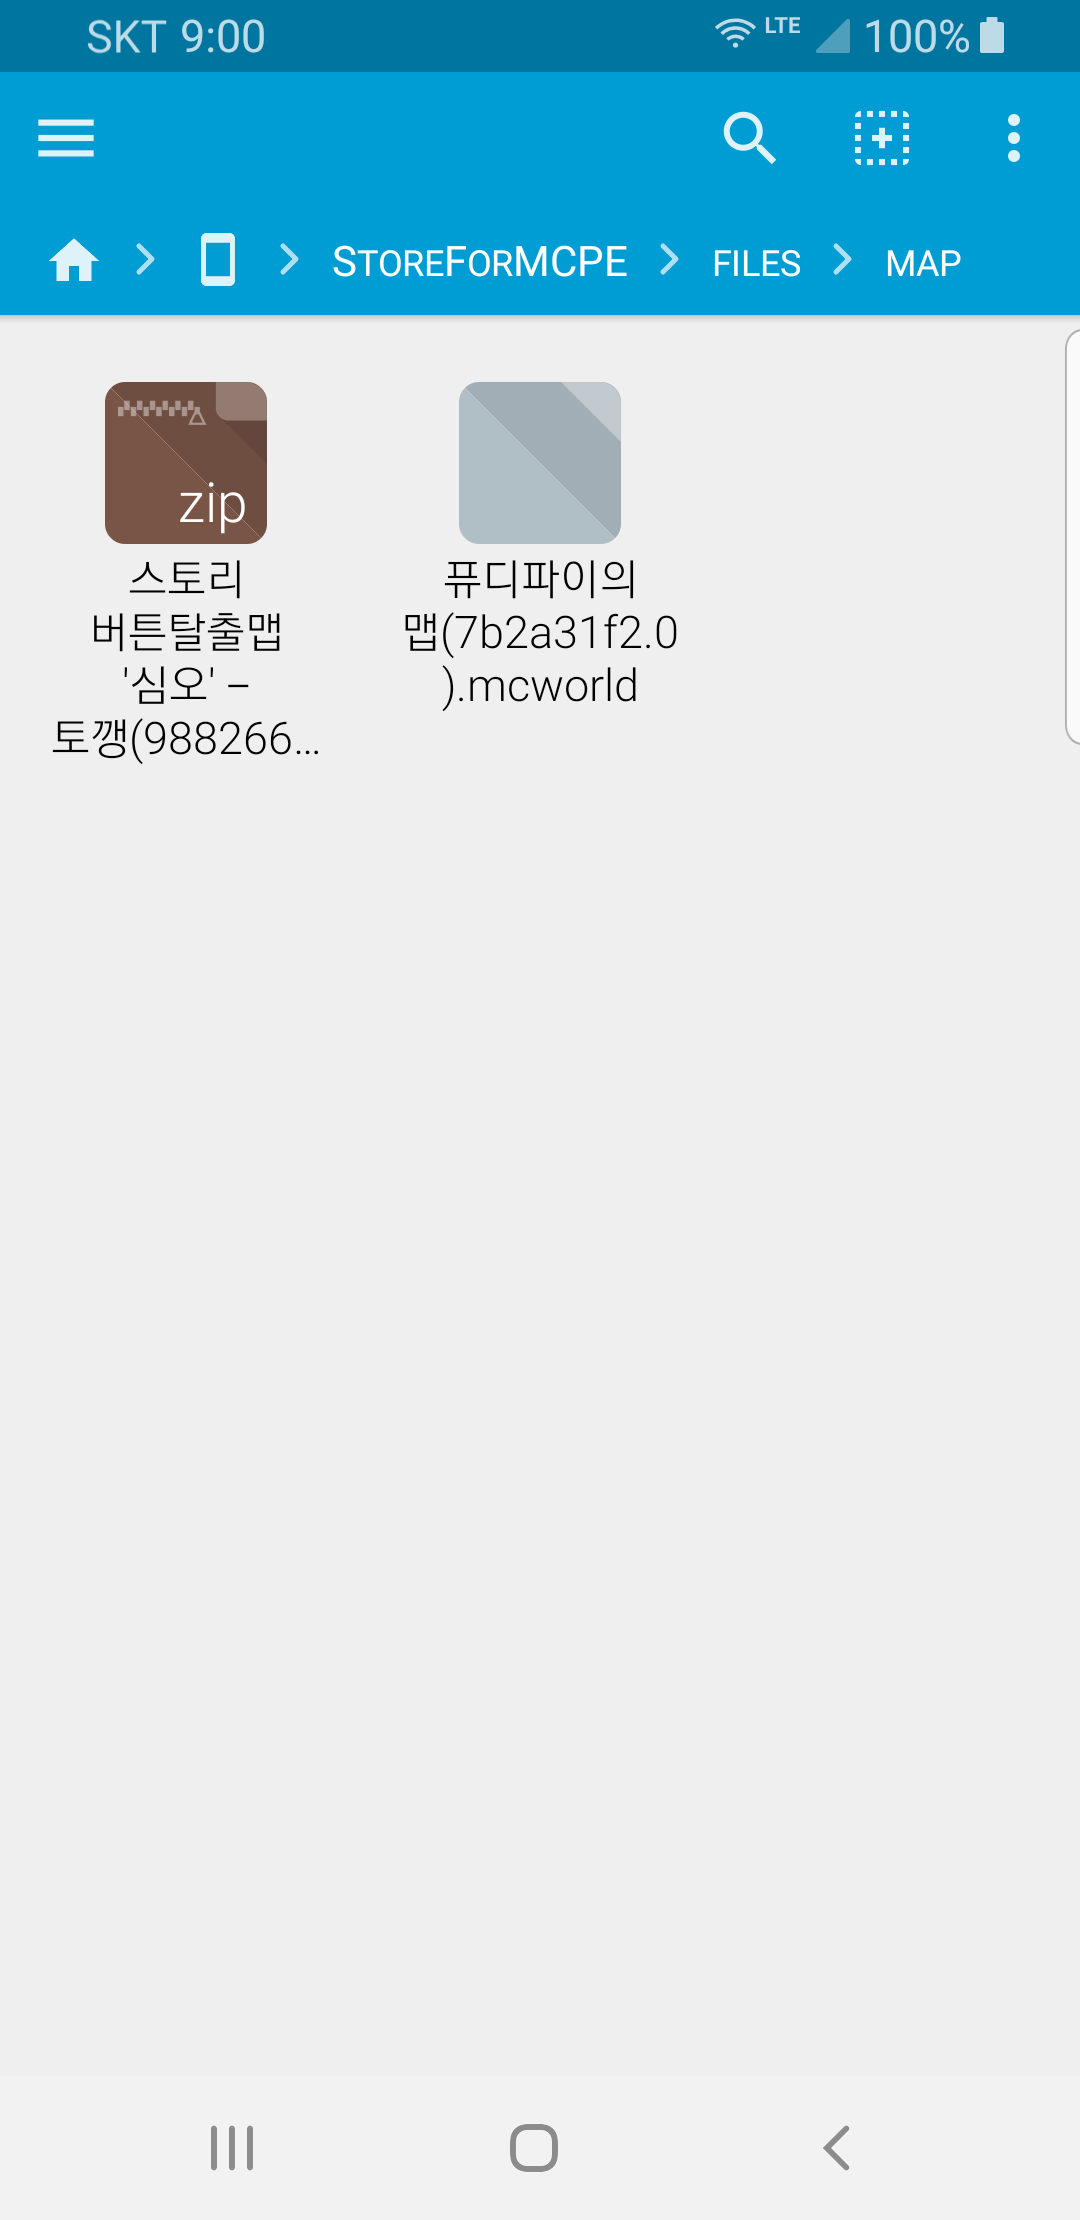 SKT 9:00 LTE 100%
StoreForMCPE files map
zip
스토리
버튼탈출맵
'심오' –
토깽(988266...
퓨디파이의
맵(7b2a31f2.0
).mcworld